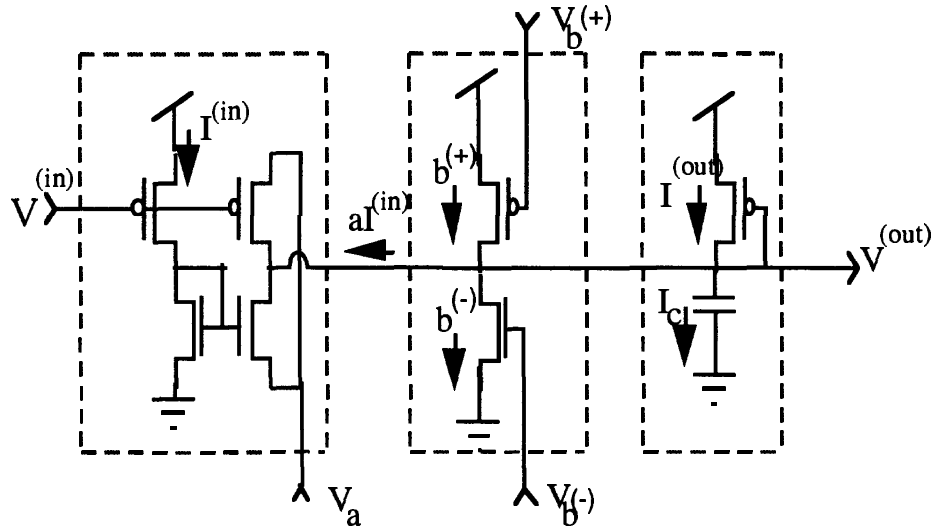 V_b^(+)
I^(in)
b^(+)
I^(out)
V^(in)
aI^(in)
V^(out)
b^(-)
I_c
V_a
V_b^(-)